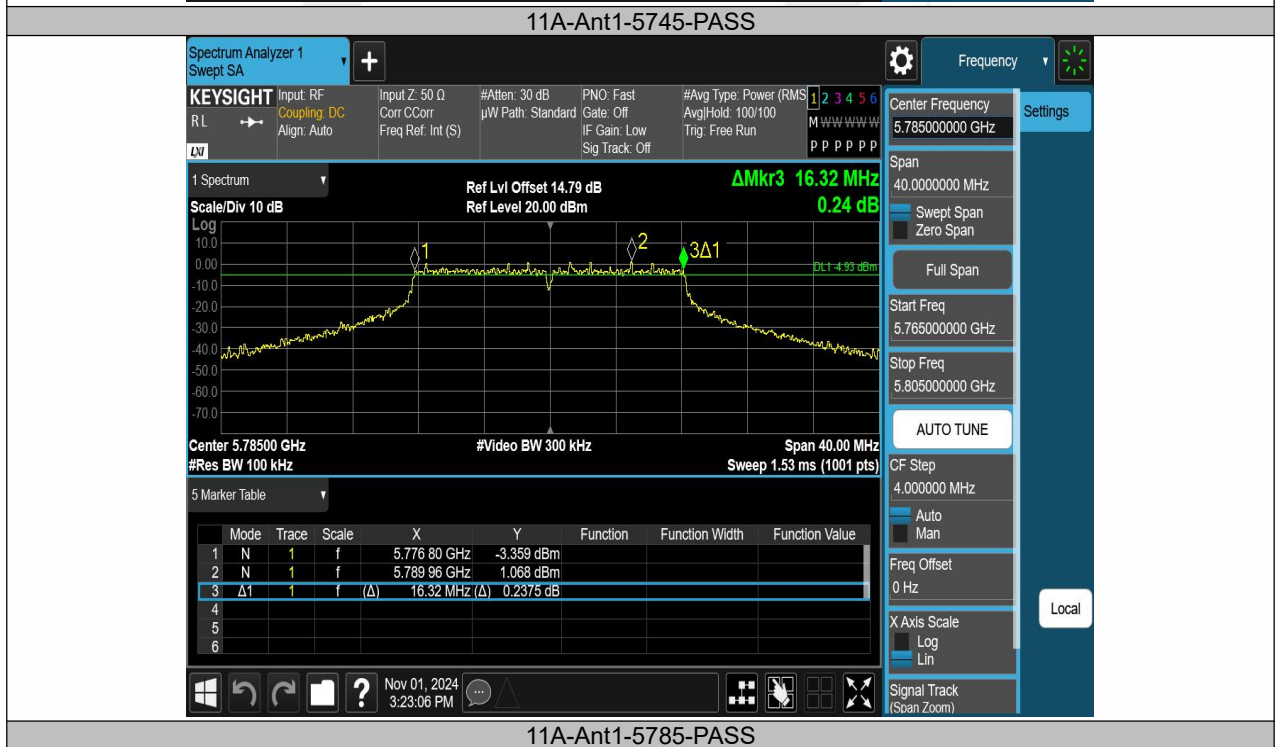 11A-Ant1-5745-PASS
Spectrum Analyzer 1
Swept SA
+
Frequency
KEYSIGHT
RL
LXI
Input: RF
Coupling: DC
Align: Auto
Input Z: 50 Ω
Corr CCorr
Freq Ref: Int (S)
#Atten: 30 dB
µW Path: Standard
PNO: Fast
Gate: Off
IF Gain: Low
Sig Track: Off
#Avg Type: Power (RMS
Avg|Hold: 100/100
Trig: Free Run
1 2 3 4 5 6
M W W W W W
P P P P P P
Center Frequency
5.785000000 GHz
Settings
Span
40.0000000 MHz
Swept Span
Zero Span
Full Span
Start Freq
5.765000000 GHz
Stop Freq
5.805000000 GHz
AUTO TUNE
CF Step
4.000000 MHz
Auto
Man
Freq Offset
0 Hz
X Axis Scale
Log
Lin
Signal Track
(Span Zoom)
Local
1 Spectrum
Scale/Div 10 dB
Ref Lvl Offset 14.79 dB
Ref Level 20.00 dBm
ΔMkr3 16.32 MHz
0.24 dB
Log
10.0
0.00
-10.0
-20.0
-30.0
-40.0
-50.0
-60.0
-70.0
1
2
3Δ1
DL1 -4.93 dBm
Center 5.78500 GHz
#Video BW 300 kHz
Span 40.00 MHz
#Res BW 100 kHz
Sweep 1.53 ms (1001 pts)
5 Marker Table
Mode Trace Scale X Y Function Function Width Function Value
1 N 1 f 5.776 80 GHz -3.359 dBm
2 N 1 f 5.789 96 GHz 1.068 dBm
3 Δ1 1 f (Δ) 16.32 MHz (Δ) 0.2375 dB
4
5
6
?
Nov 01, 2024
3:23:06 PM
11A-Ant1-5785-PASS